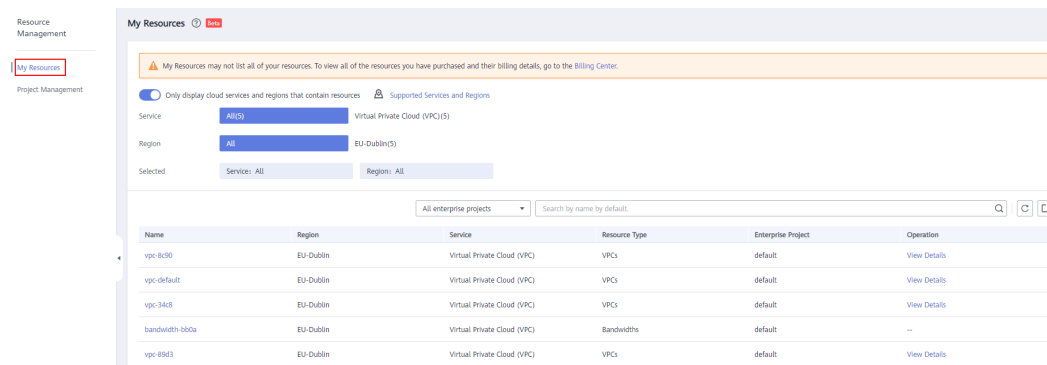 Resource
Management
My Resources
Project Management
My Resources ? Beta
My Resources may not list all of your resources. To view all of the resources you have purchased and their billing details, go to the Billing Center.
Only display cloud services and regions that contain resources Supported Services and Regions
Service All(5) Virtual Private Cloud (VPC)(5)
Region All EU-Dublin(5)
Selected Service: All Region: All
All enterprise projects Search by name by default.
Name Region Service Resource Type Enterprise Project Operation
vpc-8c90 EU-Dublin Virtual Private Cloud (VPC) VPCs default View Details
vpc-default EU-Dublin Virtual Private Cloud (VPC) VPCs default View Details
vpc-34c8 EU-Dublin Virtual Private Cloud (VPC) VPCs default View Details
bandwidth-bb0a EU-Dublin Virtual Private Cloud (VPC) Bandwidths default --
vpc-89d3 EU-Dublin Virtual Private Cloud (VPC) VPCs default View Details